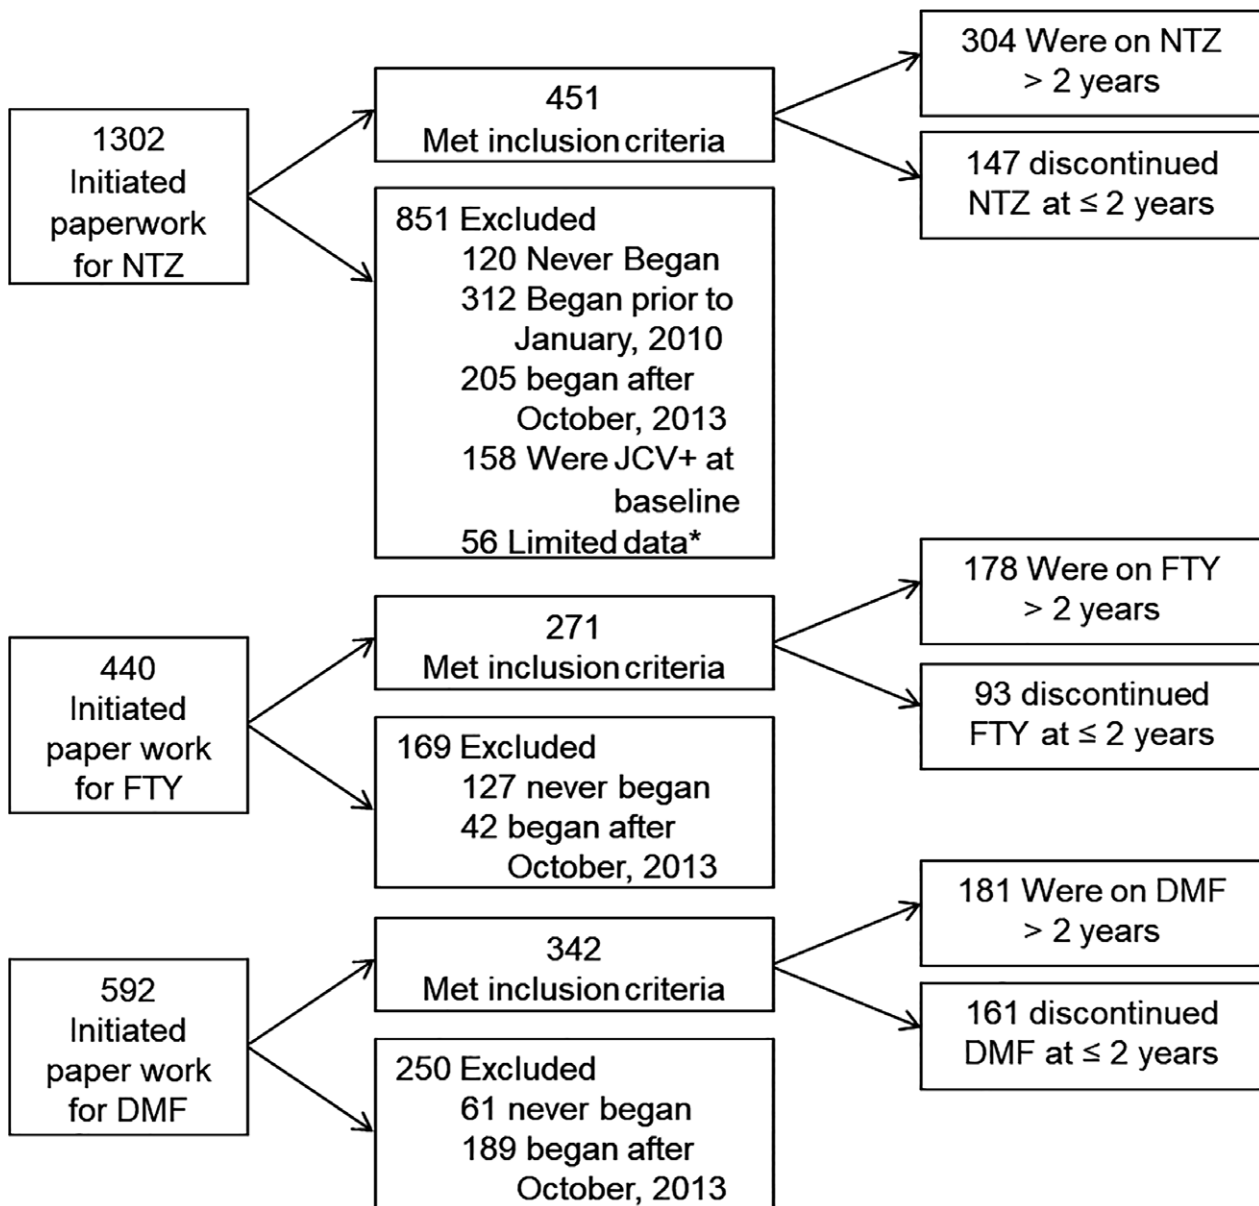 1302
Initiated
paperwork
for NTZ
451
Met inclusion criteria
304 Were on NTZ
> 2 years
147 discontinued
NTZ at ≤ 2 years
851 Excluded
120 Never Began
312 Began prior to
January, 2010
205 began after
October, 2013
158 Were JCV+ at
baseline
56 Limited data*
440
Initiated
paper work
for FTY
271
Met inclusion criteria
178 Were on FTY
> 2 years
93 discontinued
FTY at ≤ 2 years
169 Excluded
127 never began
42 began after
October, 2013
592
Initiated
paper work
for DMF
342
Met inclusion criteria
181 Were on DMF
> 2 years
161 discontinued
DMF at ≤ 2 years
250 Excluded
61 never began
189 began after
October, 2013